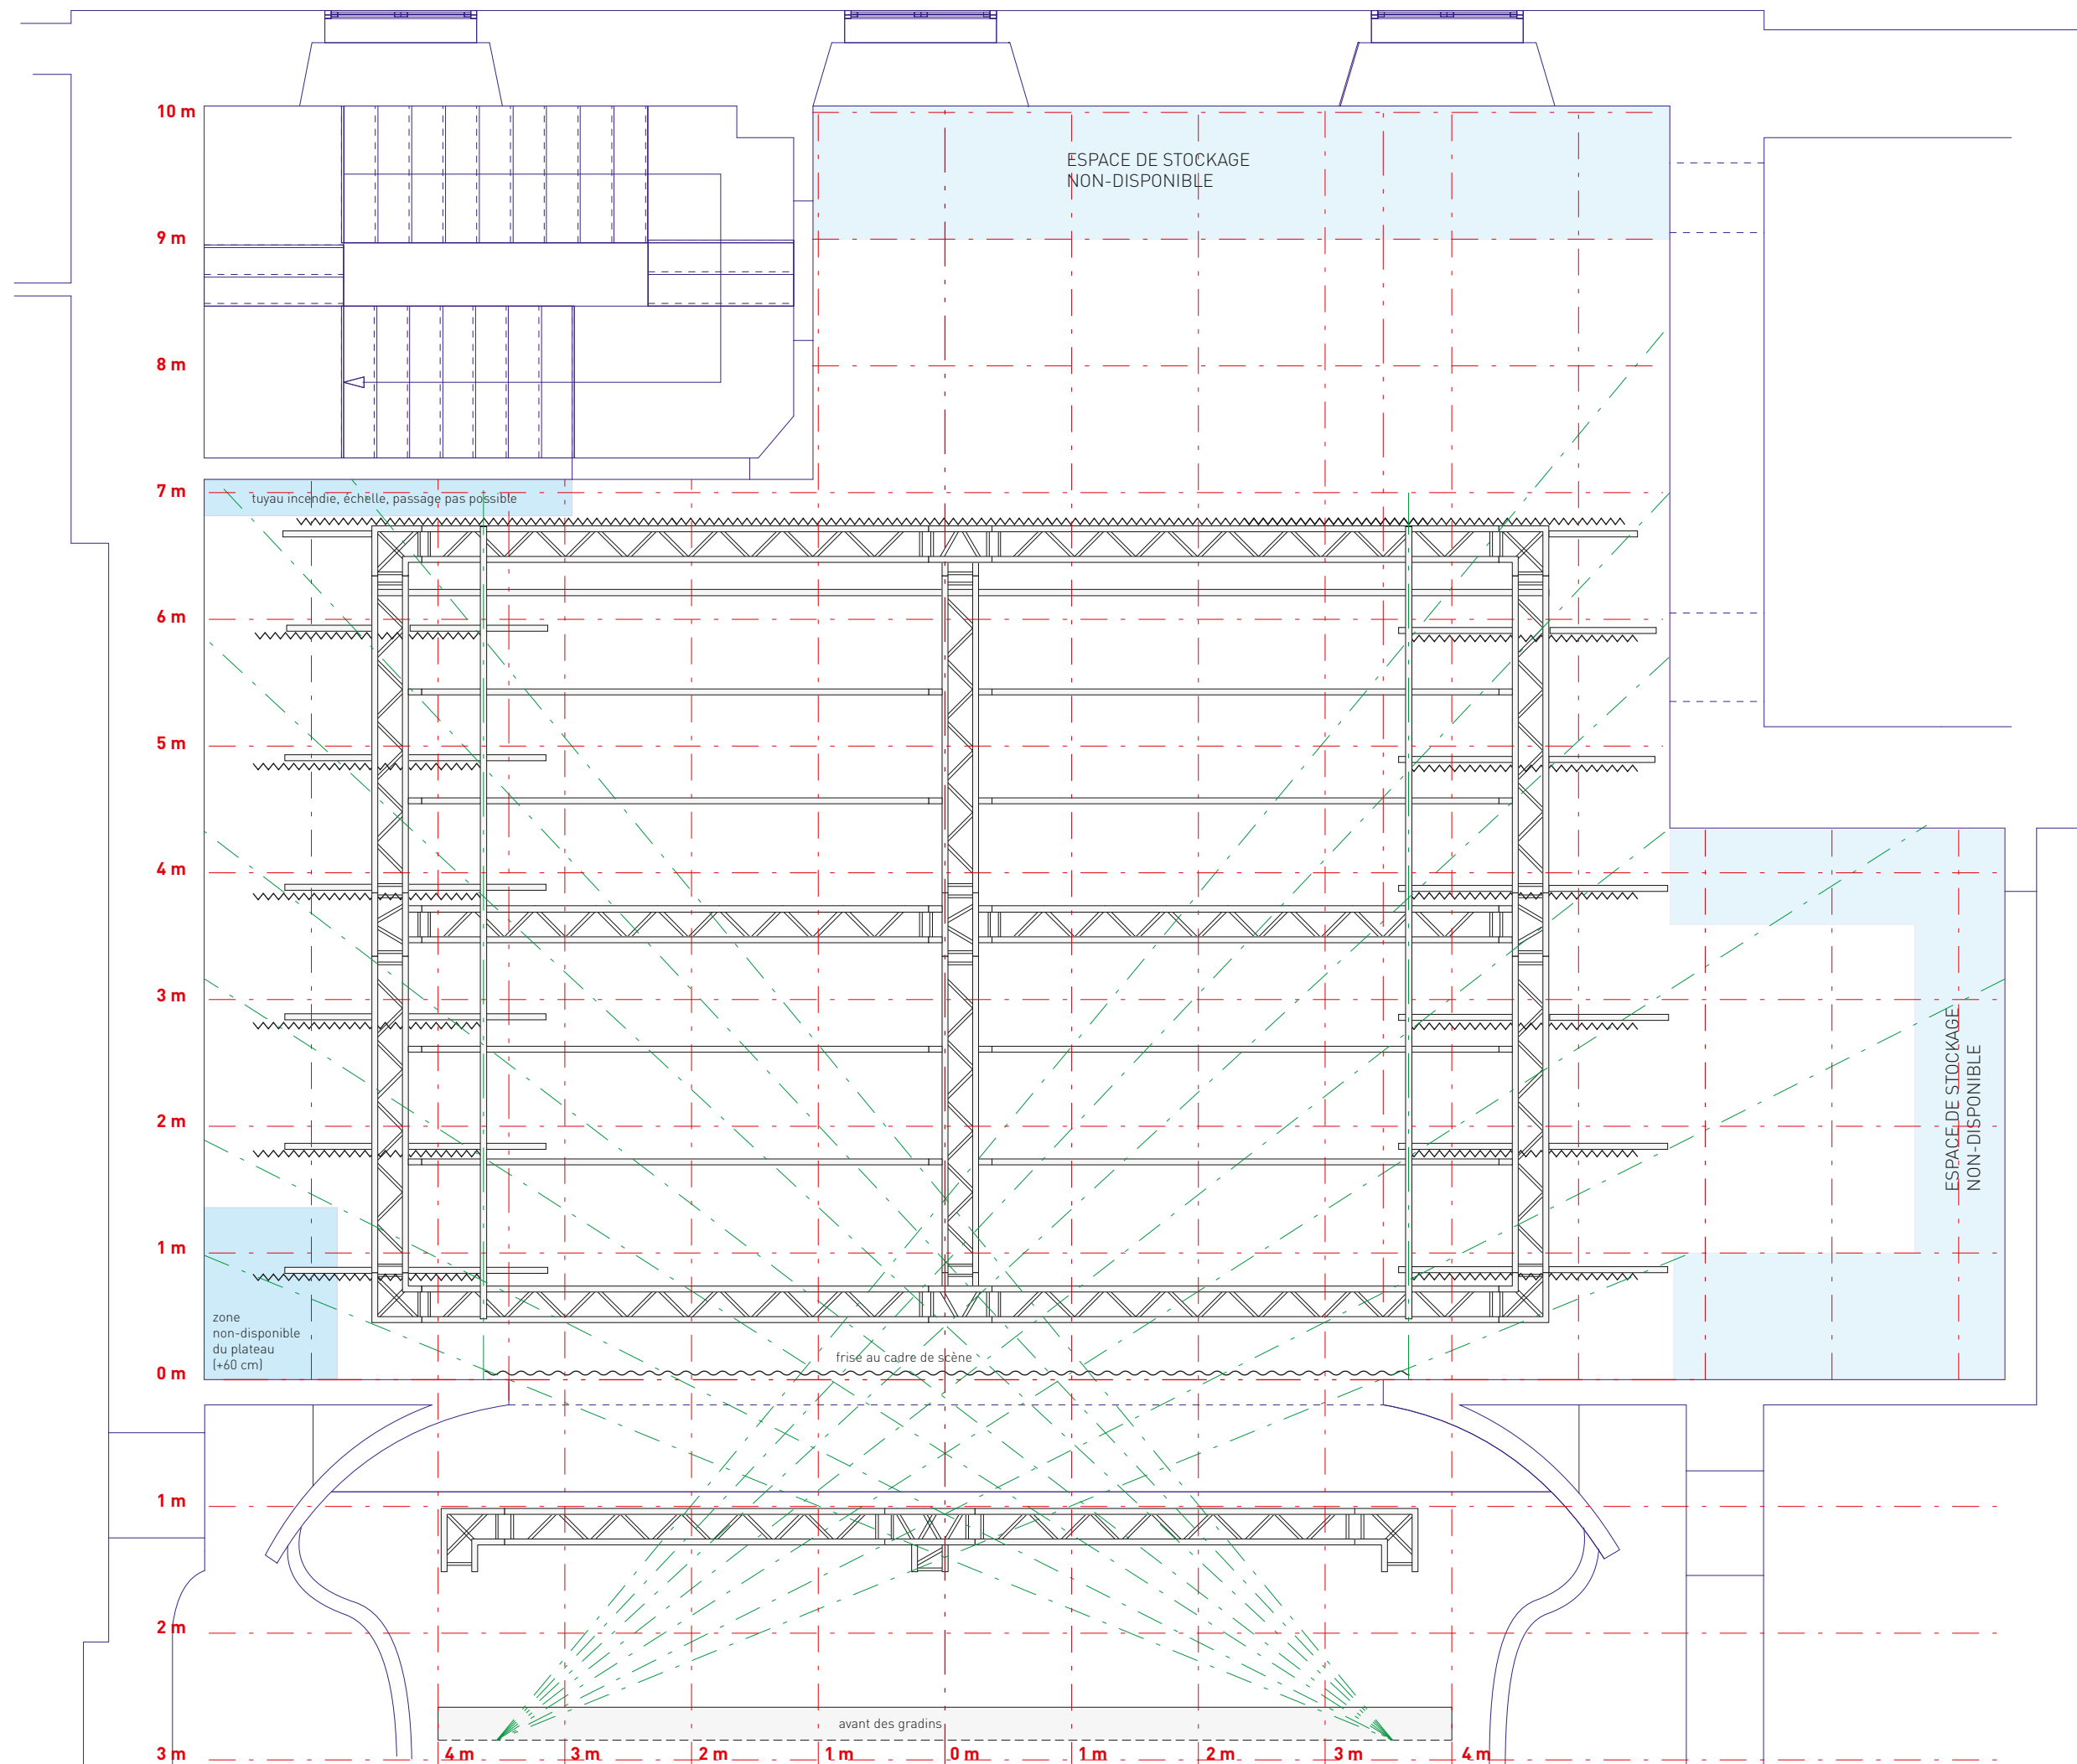 10 m
ESPACE DE STOCKAGE
NON-DISPONIBLE
9 m
8 m
7 m
tuyau incendie, échelle, passage pas possible
6 m
5 m
4 m
3 m
2 m
1 m
ESPACE DE STOCKAGE
NON-DISPONIBLE
zone
non-disponible
du plateau
(+60 cm)
frise au cadre de scène
0 m
1 m
2 m
avant des gradins
3 m
4 m
3 m
2 m
1 m
0 m
1 m
2 m
3 m
4 m